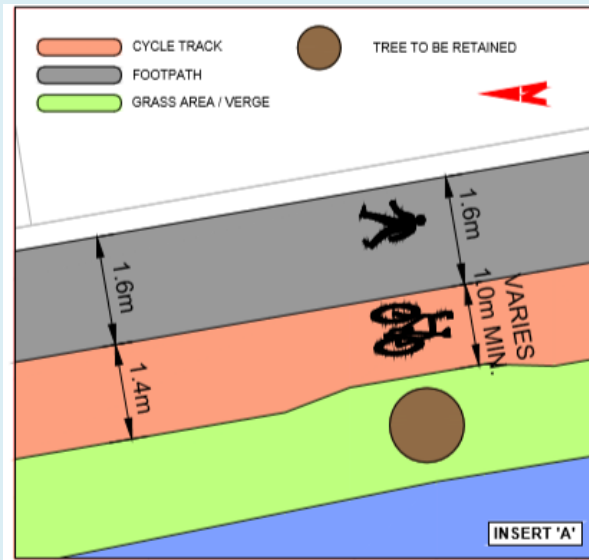 CYCLE TRACK
TREE TO BE RETAINED
FOOTPATH
GRASS AREA / VERGE
N
1.6m
1.6m
VARIES
1.0m MIN.
1.4m
INSERT 'A'